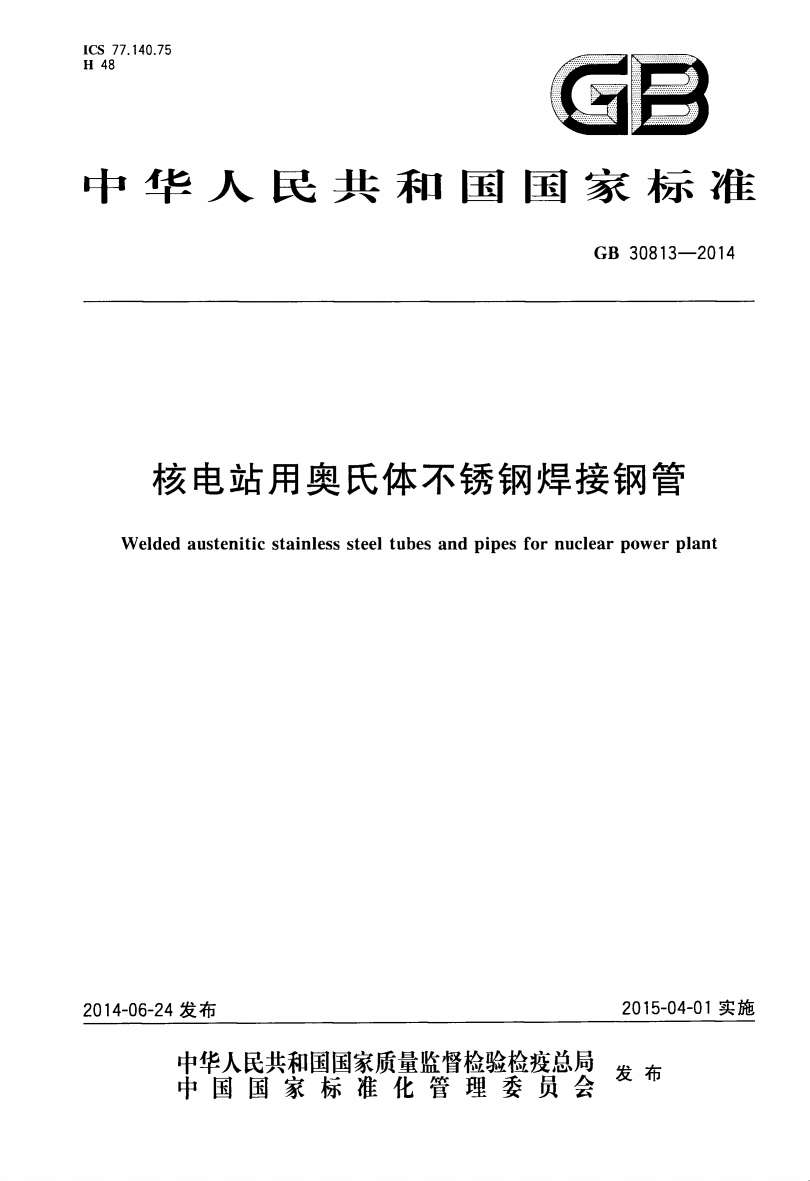 ICS 77.140.75
H 48
GB
中华人民共和国国家标准
GB 30813—2014
核电站用奥氏体不锈钢焊接钢管
Welded austenitic stainless steel tubes and pipes for nuclear power plant
2014-06-24 发布
2015-04-01 实施
中华人民共和国国家质量监督检验检疫总局
中国国家标准化管理委员会
发布